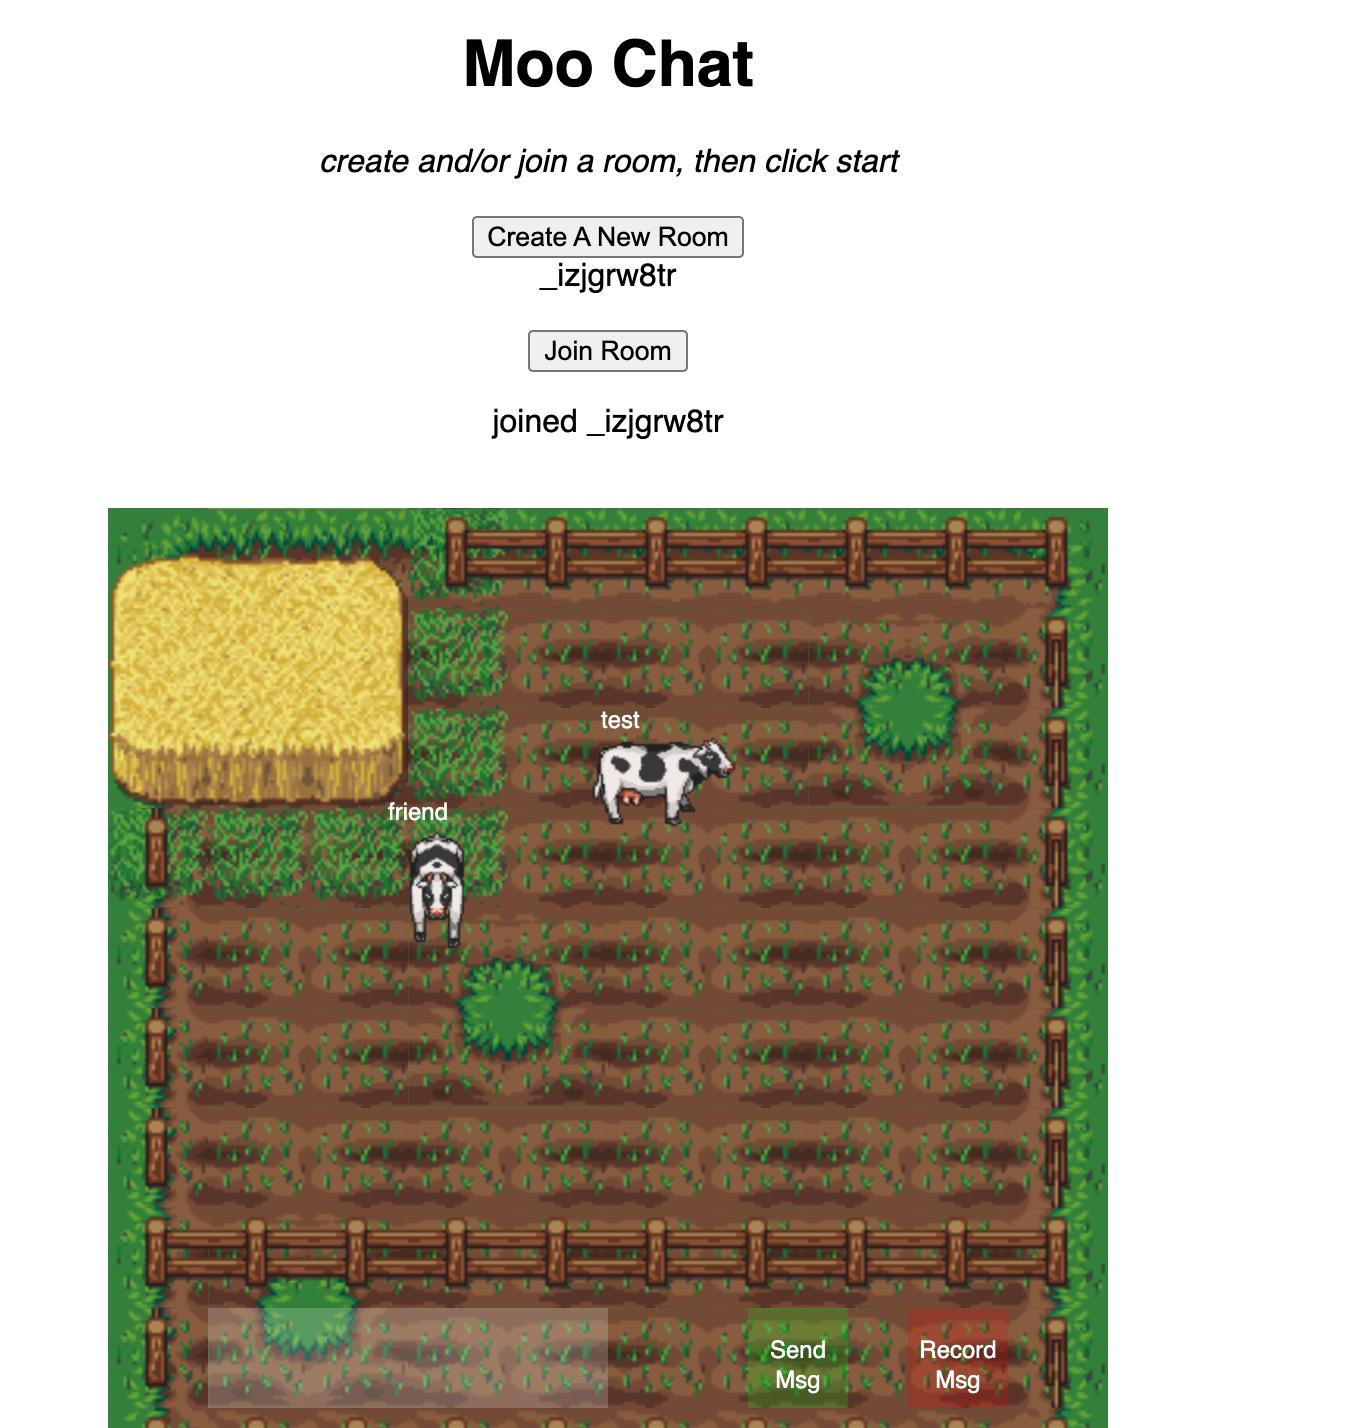 Moo Chat
create and/or join a room, then click start
Create A New Room
_izjgrw8tr
Join Room
joined _izjgrw8tr
test
friend
Send
Msg
Record
Msg